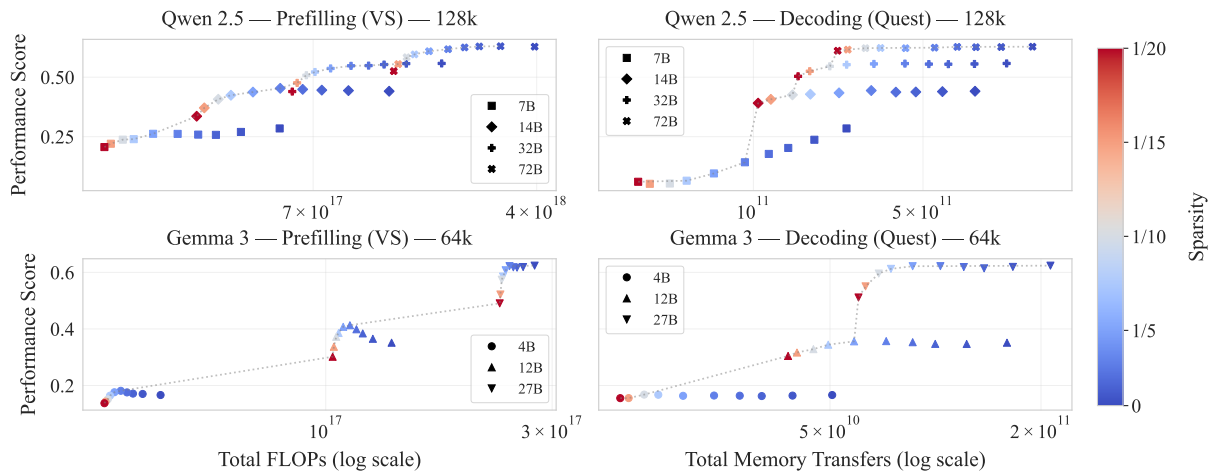 Qwen 2.5 — Prefilling (VS) — 128k
Performance Score
0.50
0.25
7B
14B
32B
72B
7 × 10^17
4 × 10^18
Qwen 2.5 — Decoding (Quest) — 128k
7B
14B
32B
72B
10^11
5 × 10^11
Gemma 3 — Prefilling (VS) — 64k
Performance Score
0.6
0.4
0.2
4B
12B
27B
10^17
3 × 10^17
Total FLOPs (log scale)
Gemma 3 — Decoding (Quest) — 64k
4B
12B
27B
5 × 10^10
2 × 10^11
Total Memory Transfers (log scale)
1/20
1/15
1/10
1/5
0
Sparsity